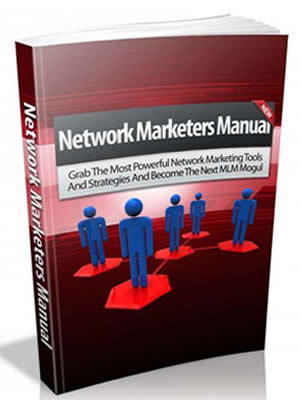 Network Marketers Manual
NEW
Network Marketers Manual
Grab The Most Powerful Network Marketing Tools
And Strategies And Become The Next MLM Mogul